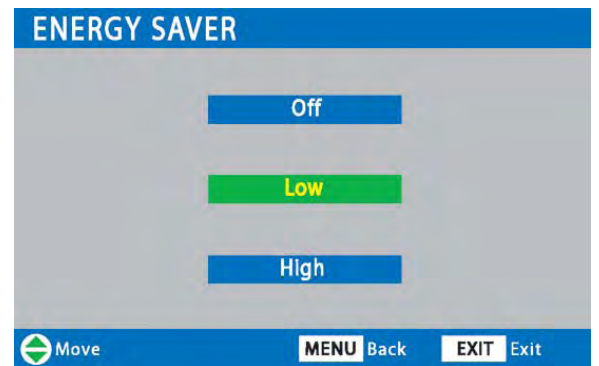 ENERGY SAVER
Off
Low
High
Move MENU Back EXIT Exit